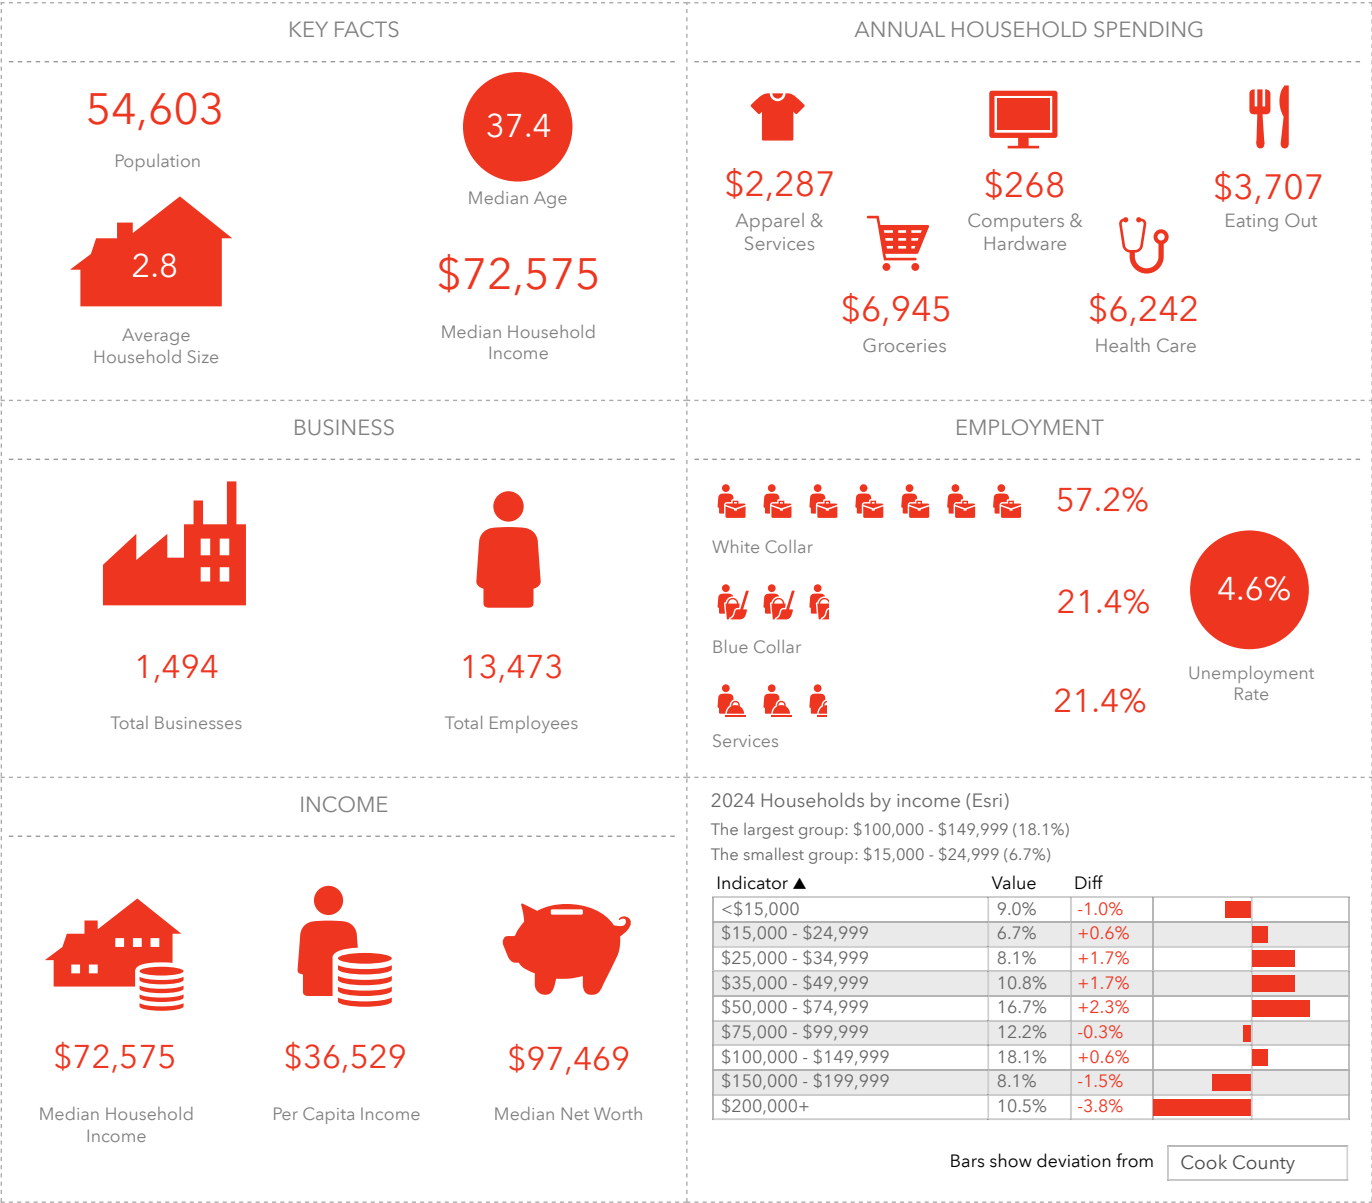 KEY FACTS
54,603
Population
37.4
Median Age
2.8
Average
Household Size
$72,575
Median Household
Income
ANNUAL HOUSEHOLD SPENDING
$2,287
Apparel &
Services
$268
Computers &
Hardware
$3,707
Eating Out
$6,945
Groceries
$6,242
Health Care
BUSINESS
1,494
Total Businesses
13,473
Total Employees
EMPLOYMENT
57.2%
White Collar
21.4%
Blue Collar
21.4%
Services
4.6%
Unemployment
Rate
INCOME
$72,575
Median Household
Income
$36,529
Per Capita Income
$97,469
Median Net Worth
2024 Households by income (Esri)
The largest group: $100,000 - $149,999 (18.1%)
The smallest group: $15,000 - $24,999 (6.7%)
Indicator ▲ Value Diff
<$15,000 9.0% -1.0%
$15,000 - $24,999 6.7% +0.6%
$25,000 - $34,999 8.1% +1.7%
$35,000 - $49,999 10.8% +1.7%
$50,000 - $74,999 16.7% +2.3%
$75,000 - $99,999 12.2% -0.3%
$100,000 - $149,999 18.1% +0.6%
$150,000 - $199,999 8.1% -1.5%
$200,000+ 10.5% -3.8%
Bars show deviation from Cook County